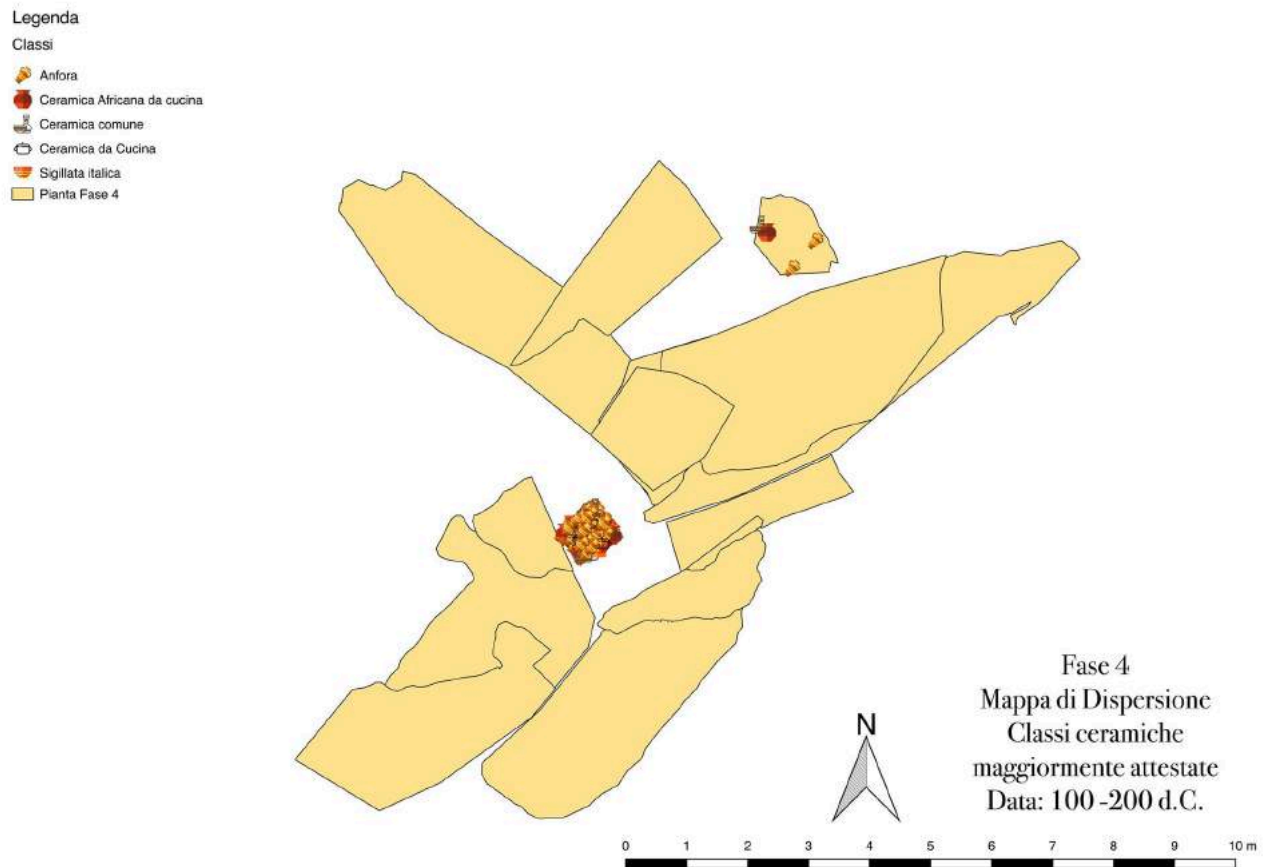 Legenda
Classi
Anfora
Ceramica Africana da cucina
Ceramica comune
Ceramica da Cucina
Sigillata italica
Pianta Fase 4
Fase 4
Mappa di Dispersione
Classi ceramiche
maggiormente attestate
Data: 100 -200 d.C.
N
0 1 2 3 4 5 6 7 8 9 10 m